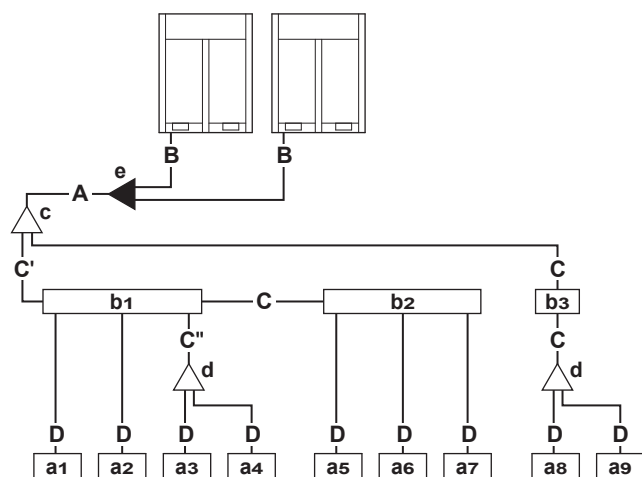 B B
e
A
c
C' C
b1 C b2 b3
C" C
d d
D D D D D D D D D
a1 a2 a3 a4 a5 a6 a7 a8 a9